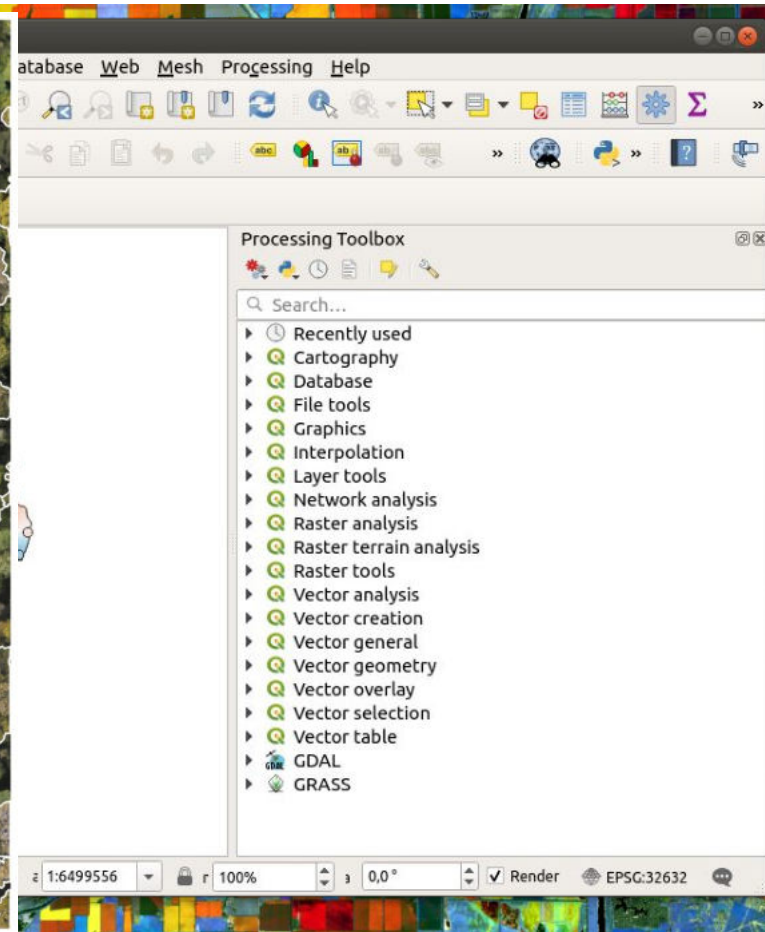 atabase Web Mesh Processing Help
»
abc ab » » ?
Processing Toolbox
Search...
Recently used
Cartography
Database
File tools
Graphics
Interpolation
Layer tools
Network analysis
Raster analysis
Raster terrain analysis
Raster tools
Vector analysis
Vector creation
Vector general
Vector geometry
Vector overlay
Vector selection
Vector table
GDAL
GRASS
1:6499556 100% 0,0 ° Render EPSG:32632